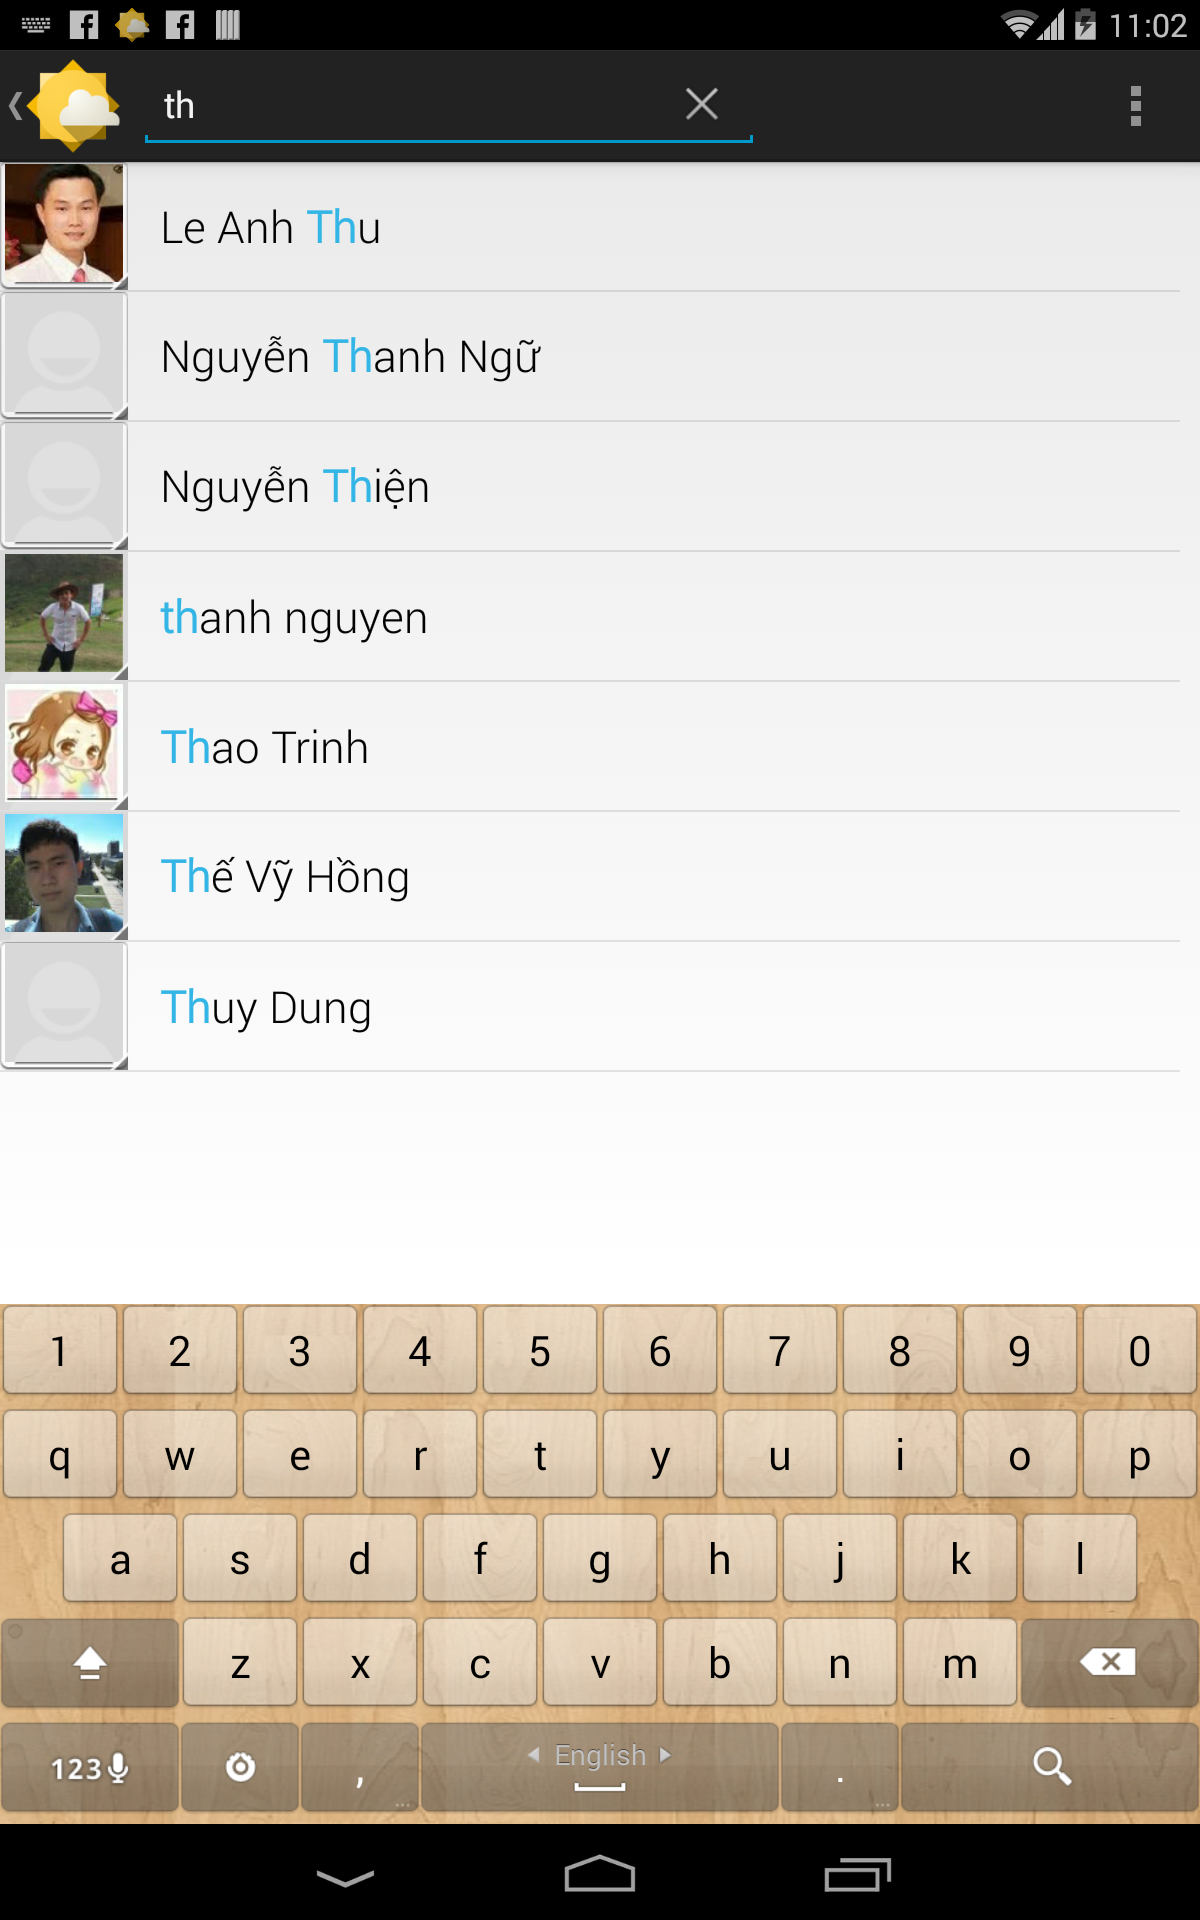 11:02
th
Le Anh Thu
Nguyễn Thanh Ngữ
Nguyễn Thiện
thanh nguyen
Thao Trinh
Thế Vỹ Hồng
Thuy Dung
1 2 3 4 5 6 7 8 9 0
q w e r t y u i o p
a s d f g h j k l
z x c v b n m
123 , English .